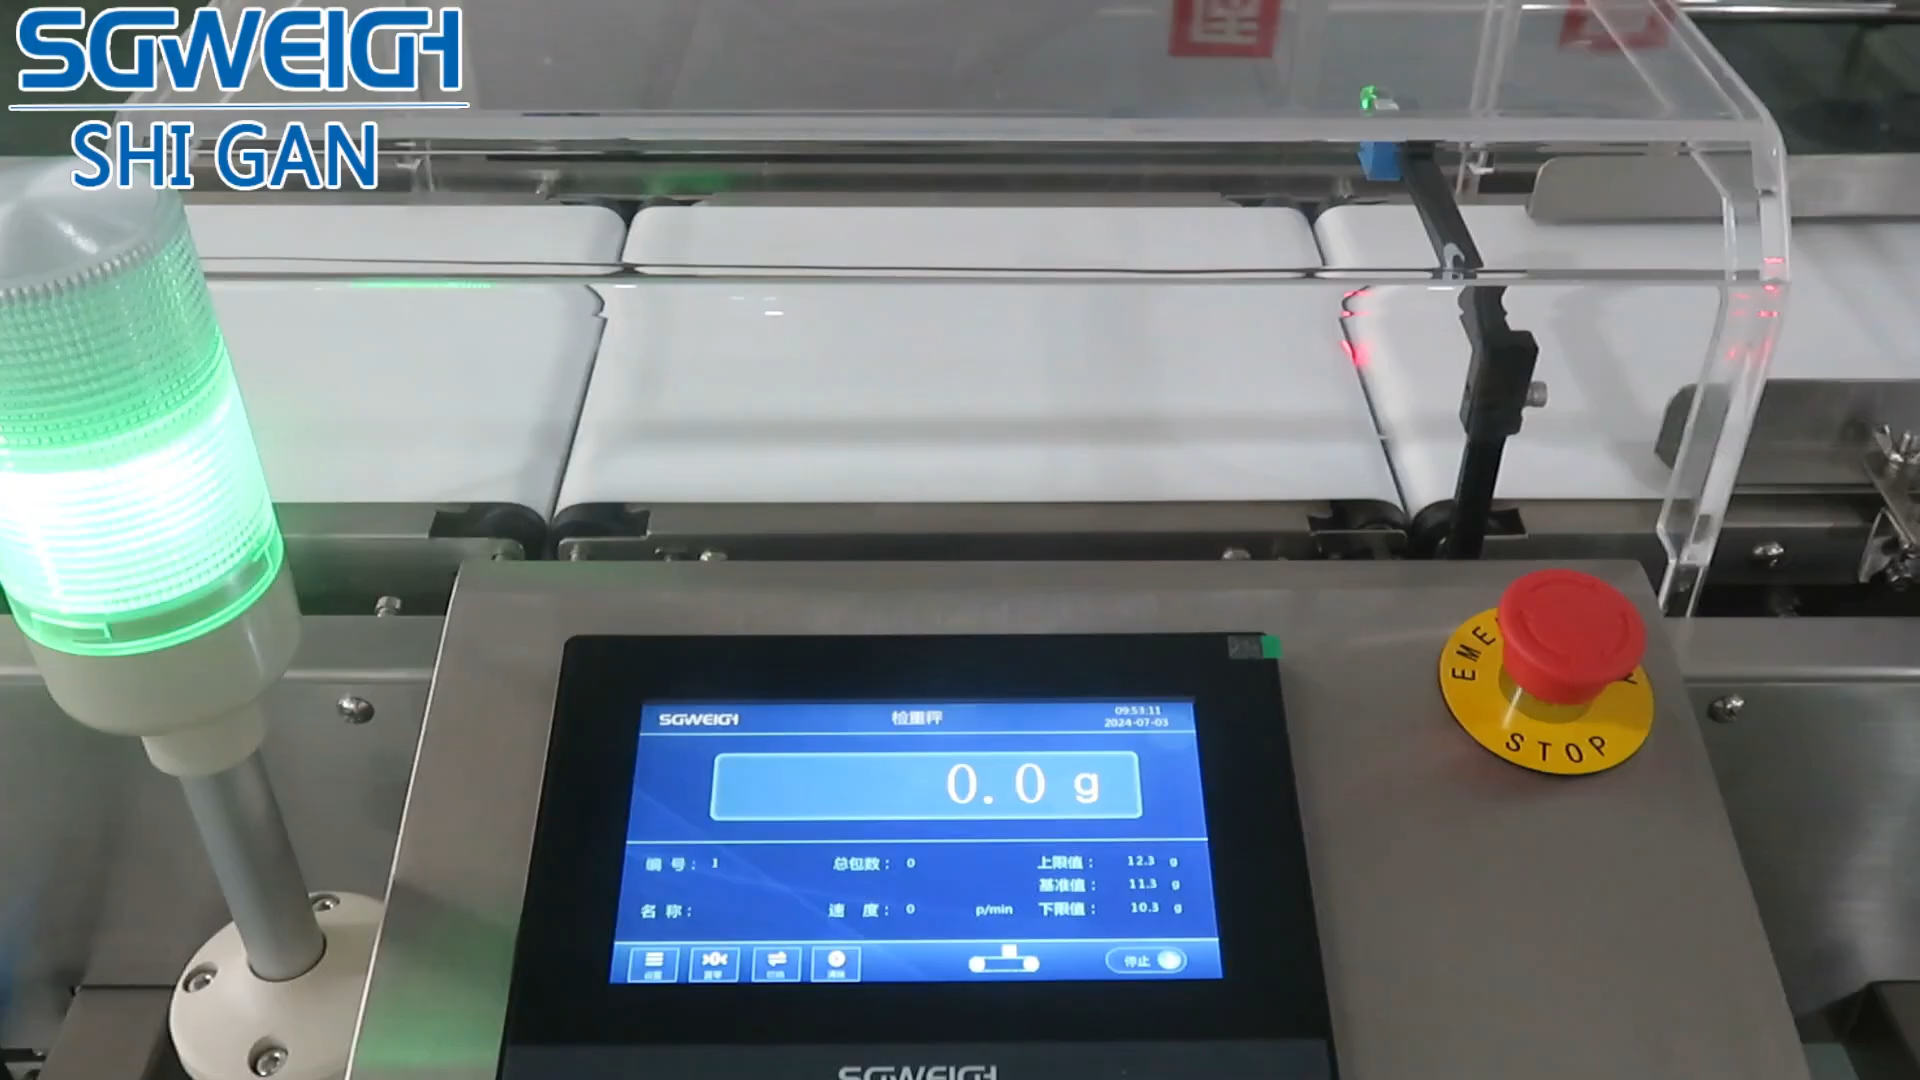 SGWEIGH
SHI GAN
EME
STOP
SGWEIGH
检重秤
09:53:11
2024-07-03
0.0 g
编 号： 1
总包数： 0
上限值： 12.3 g
基准值： 11.3 g
名 称：
速 度： 0 p/min
下限值： 10.3 g
停止
SGWEIGH